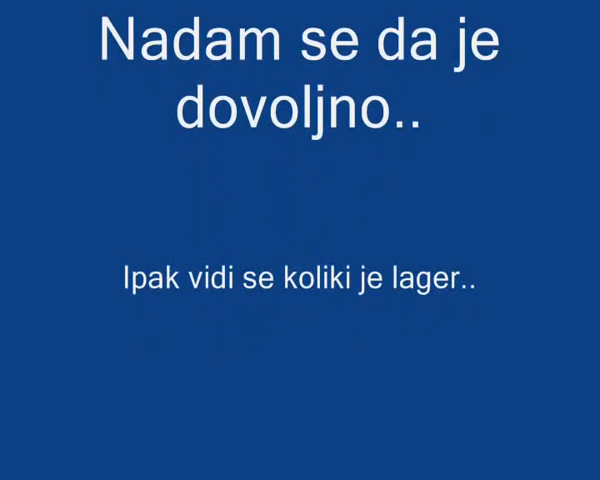 Nadam se da je
dovoljno..
Ipak vidi se koliki je lager..